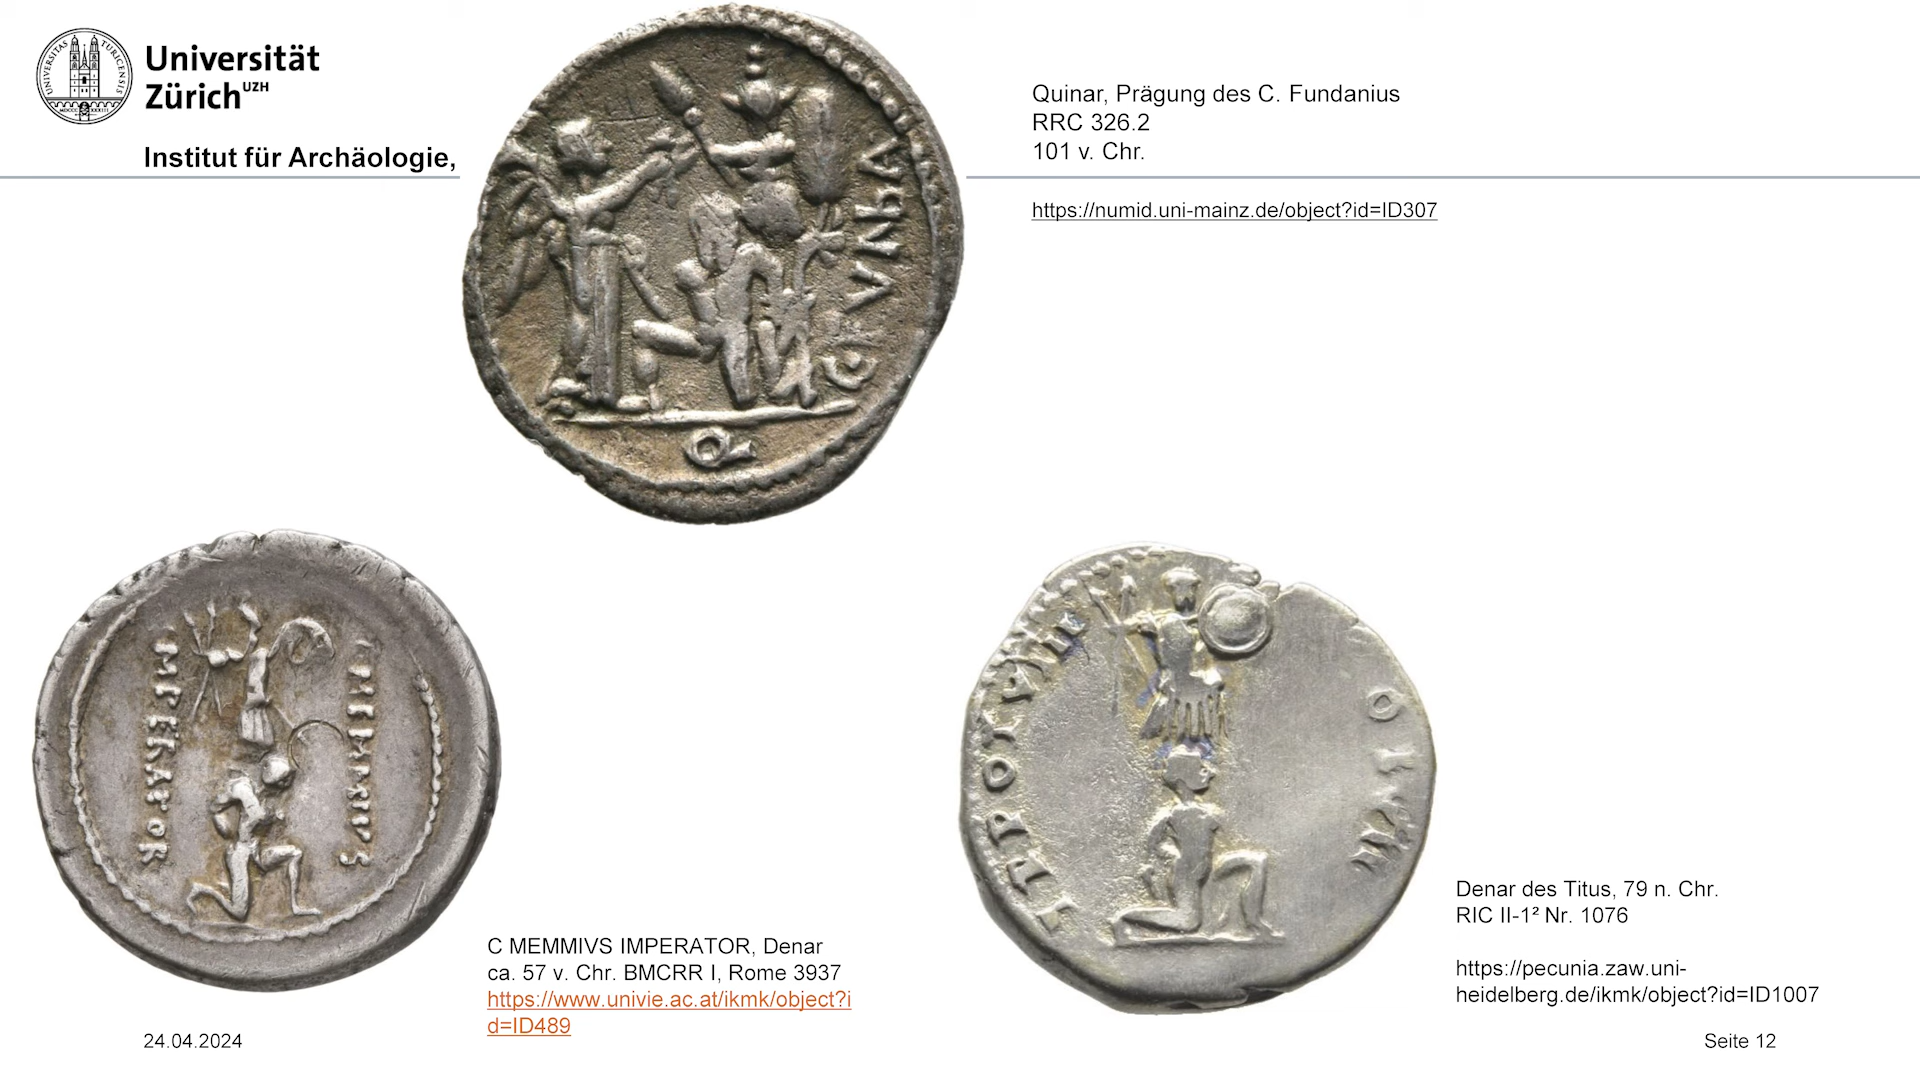 Universität
Zürich UZH
Institut für Archäologie,
Quinar, Prägung des C. Fundanius
RRC 326.2
101 v. Chr.
https://numid.uni-mainz.de/object?id=ID307
C MEMMIVS IMPERATOR, Denar
ca. 57 v. Chr. BMCRR I, Rome 3937
https://www.univie.ac.at/ikmk/object?i
d=ID489
Denar des Titus, 79 n. Chr.
RIC II-1² Nr. 1076
https://pecunia.zaw.uni-
heidelberg.de/ikmk/object?id=ID1007
24.04.2024
Seite 12
Q
IMPERATOR